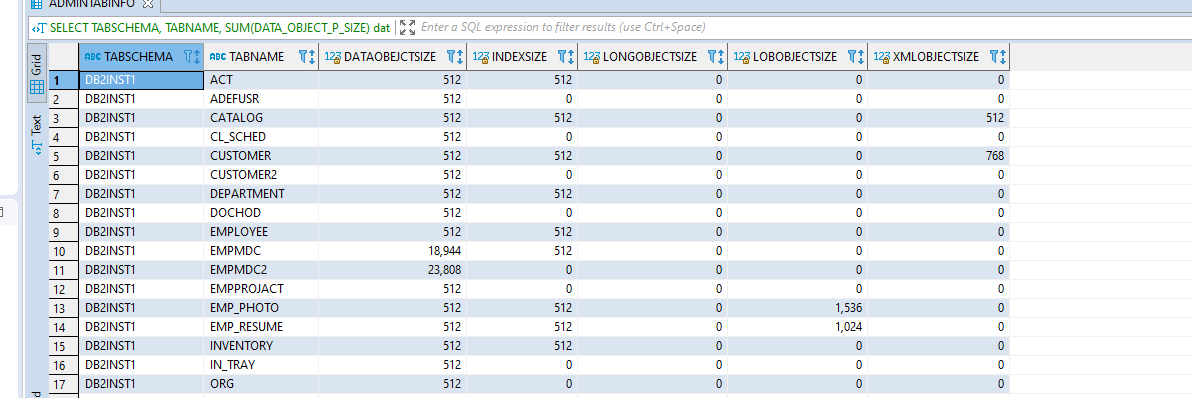 ADMINTABINFO
SELECT TABSCHEMA, TABNAME, SUM(DATA_OBJECT_P_SIZE) dat Enter a SQL expression to filter results (use Ctrl+Space)
Grid
Text
ABC TABSCHEMA ABC TABNAME 123 DATAOBEJCTSIZE 123 INDEXSIZE 123 LONGOBJECTSIZE 123 LOBOBJECTSIZE 123 XMLOBJECTSIZE
1 DB2INST1 ACT 512 512 0 0 0
2 DB2INST1 ADEFUSR 512 0 0 0 0
3 DB2INST1 CATALOG 512 512 0 0 512
4 DB2INST1 CL_SCHED 512 0 0 0 0
5 DB2INST1 CUSTOMER 512 512 0 0 768
6 DB2INST1 CUSTOMER2 512 0 0 0 0
7 DB2INST1 DEPARTMENT 512 512 0 0 0
8 DB2INST1 DOCHOD 512 0 0 0 0
9 DB2INST1 EMPLOYEE 512 512 0 0 0
10 DB2INST1 EMPMDC 18,944 512 0 0 0
11 DB2INST1 EMPMDC2 23,808 0 0 0 0
12 DB2INST1 EMPPROJACT 512 0 0 0 0
13 DB2INST1 EMP_PHOTO 512 512 0 1,536 0
14 DB2INST1 EMP_RESUME 512 512 0 1,024 0
15 DB2INST1 INVENTORY 512 512 0 0 0
16 DB2INST1 IN_TRAY 512 0 0 0 0
17 DB2INST1 ORG 512 0 0 0 0